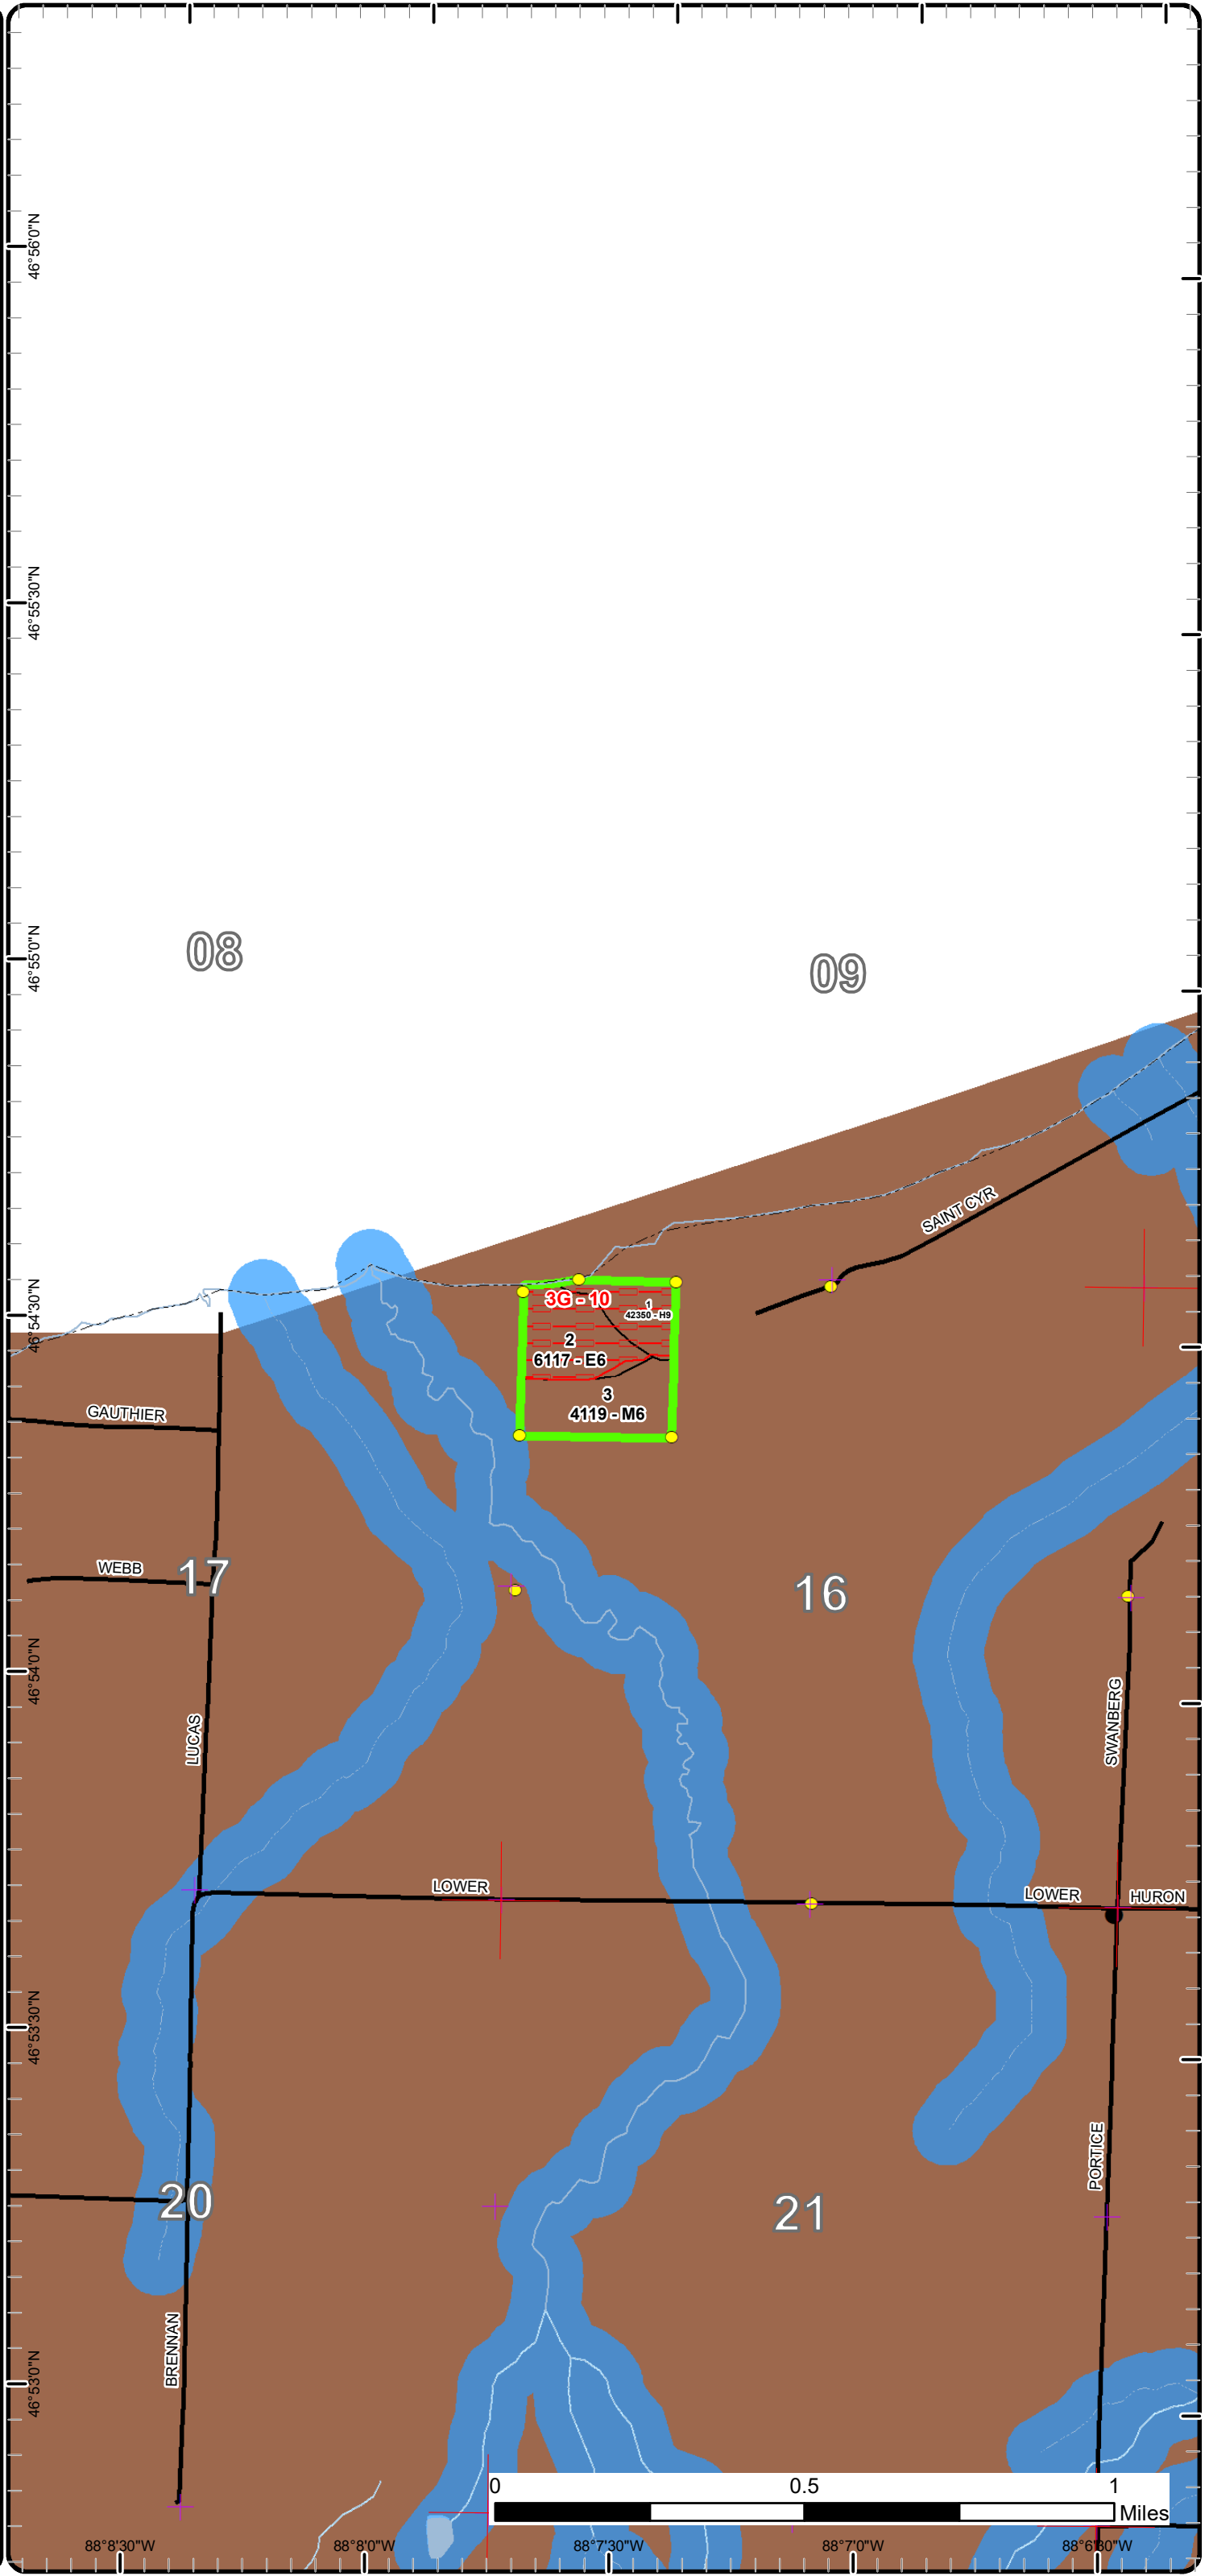 46°56'0"N
46°55'30"N
08
09
46°55'0"N
SAINT CYR
46°54'30"N
3G - 10
1
42350 - H9
2
6117 - E6
3
4119 - M6
GAUTHIER
WEBB
17
16
46°54'0"N
LUCAS
SWANBERG
LOWER
LOWER
HURON
46°53'30"N
PORTICE
20
21
BRENNAN
46°53'0"N
0
0.5
1
Miles
88°8'30"W
88°8'0"W
88°7'30"W
88°7'0"W
88°6'30"W